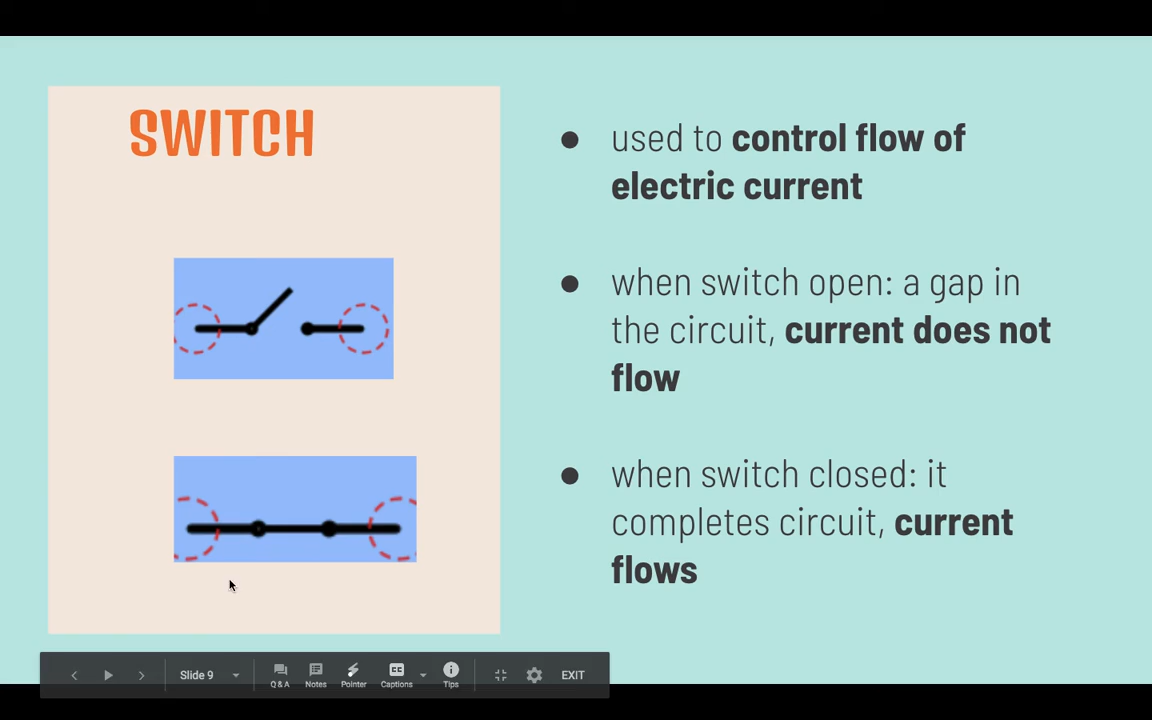 SWITCH
● used to control flow of
electric current
● when switch open: a gap in
the circuit, current does not
flow
● when switch closed: it
completes circuit, current
flows
Slide 9
Q & A
Notes
Pointer
CC
Captions
Tips
EXIT